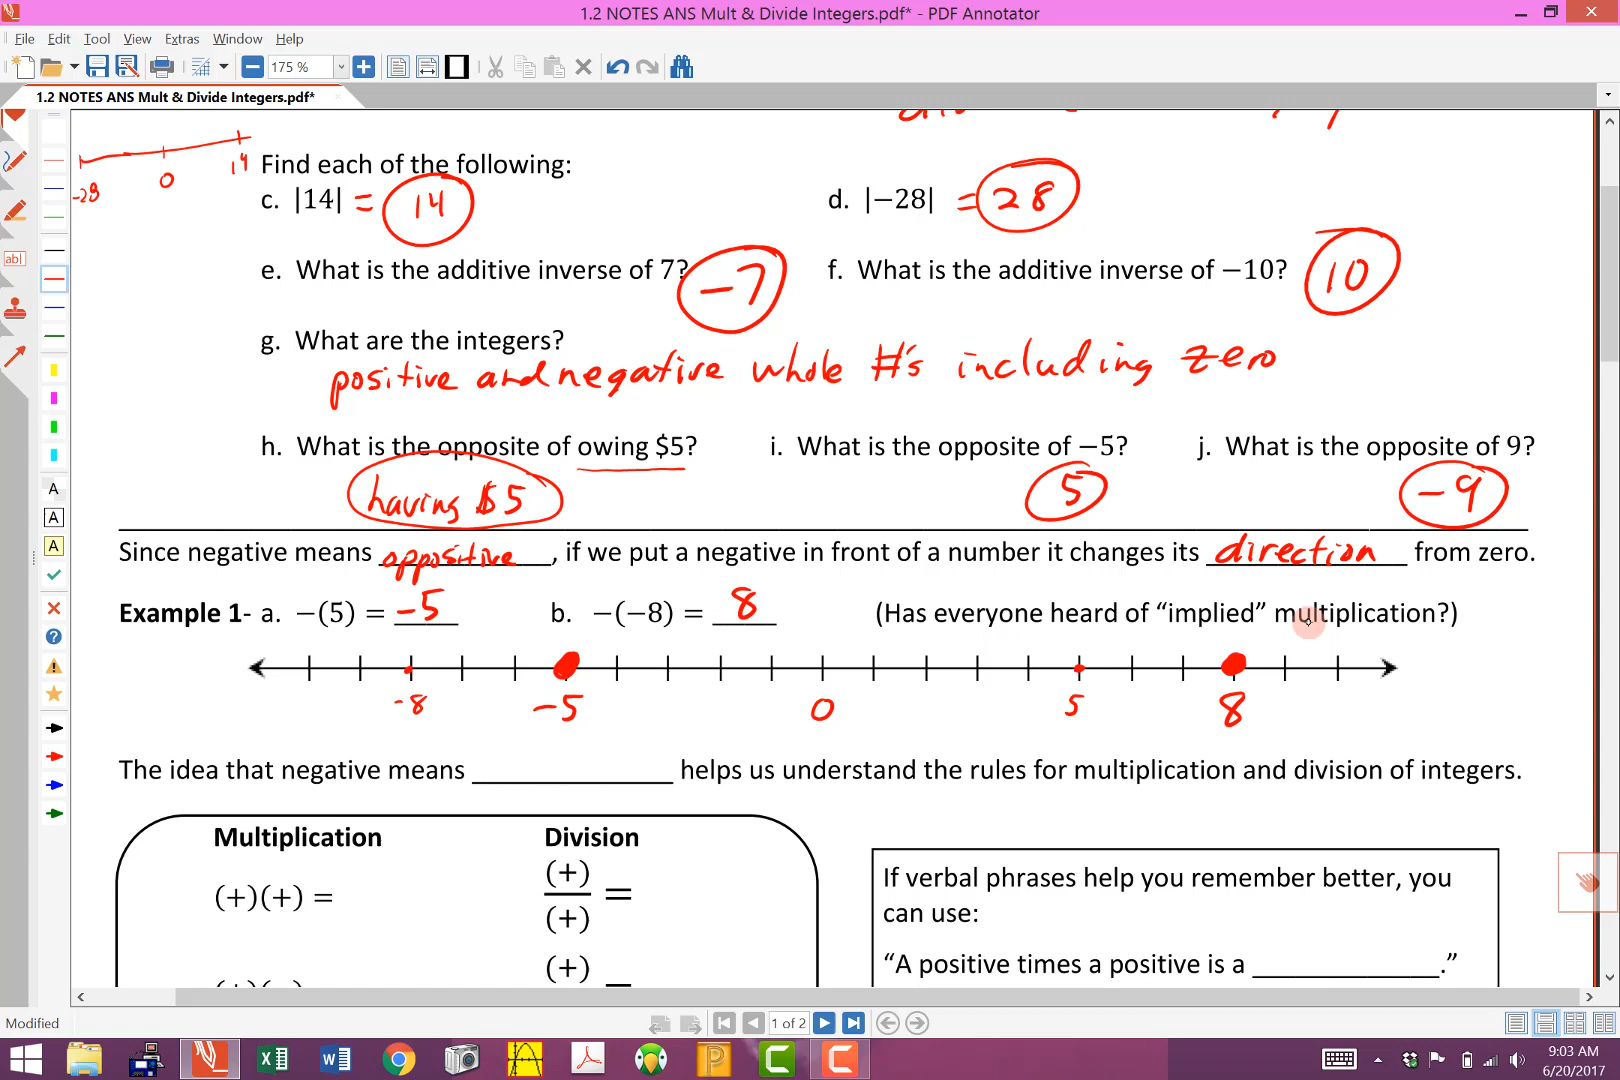 1.2 NOTES ANS Mult & Divide Integers.pdf* - PDF Annotator
File Edit Tool View Extras Window Help
175 %
1.2 NOTES ANS Mult & Divide Integers.pdf*
-28 0 14
Find each of the following:
c. |14| = 14 d. |−28| = 28
e. What is the additive inverse of 7? -7 f. What is the additive inverse of −10? 10
g. What are the integers?
positive and negative whole #'s including zero
h. What is the opposite of owing $5? i. What is the opposite of −5? j. What is the opposite of 9?
having $5 5 -9
Since negative means oppositive, if we put a negative in front of a number it changes its direction from zero.
Example 1- a. −(5) = -5 b. −(−8) = 8 (Has everyone heard of “implied” multiplication?)
-8 -5 0 5 8
The idea that negative means ____________ helps us understand the rules for multiplication and division of integers.
Multiplication Division
(+)(+) = (+)/(+) =
(+)
If verbal phrases help you remember better, you
can use:
“A positive times a positive is a ____________.”
Modified
1 of 2
9:03 AM
6/20/2017